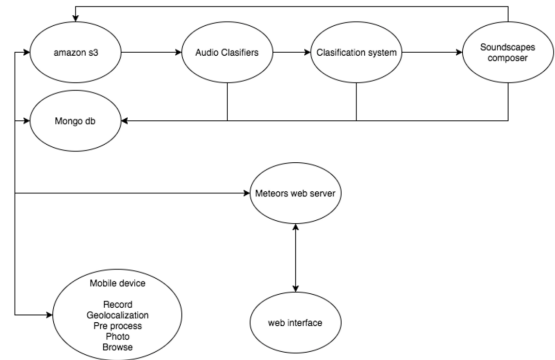 amazon s3
Audio Clasifiers
Clasification system
Soundscapes
composer
Mongo db
Meteors web server
Mobile device
Record
Geolocalization
Pre process
Photo
Browse
web interface